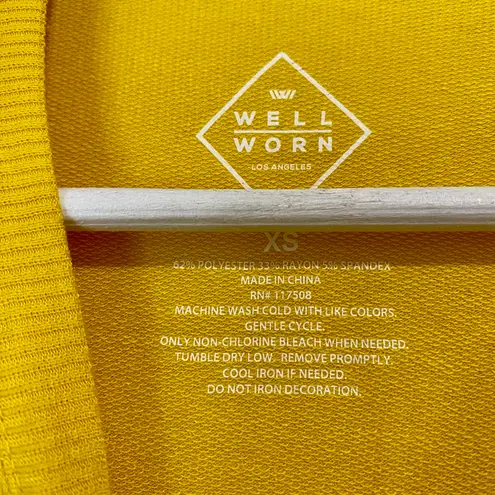 WELL
WORN
LOS ANGELES
XS
62% POLYESTER 33% RAYON 5% SPANDEX
MADE IN CHINA
RN# 117508
MACHINE WASH COLD WITH LIKE COLORS,
GENTLE CYCLE.
ONLY NON-CHLORINE BLEACH WHEN NEEDED.
TUMBLE DRY LOW.  REMOVE PROMPTLY.
COOL IRON IF NEEDED.
DO NOT IRON DECORATION.